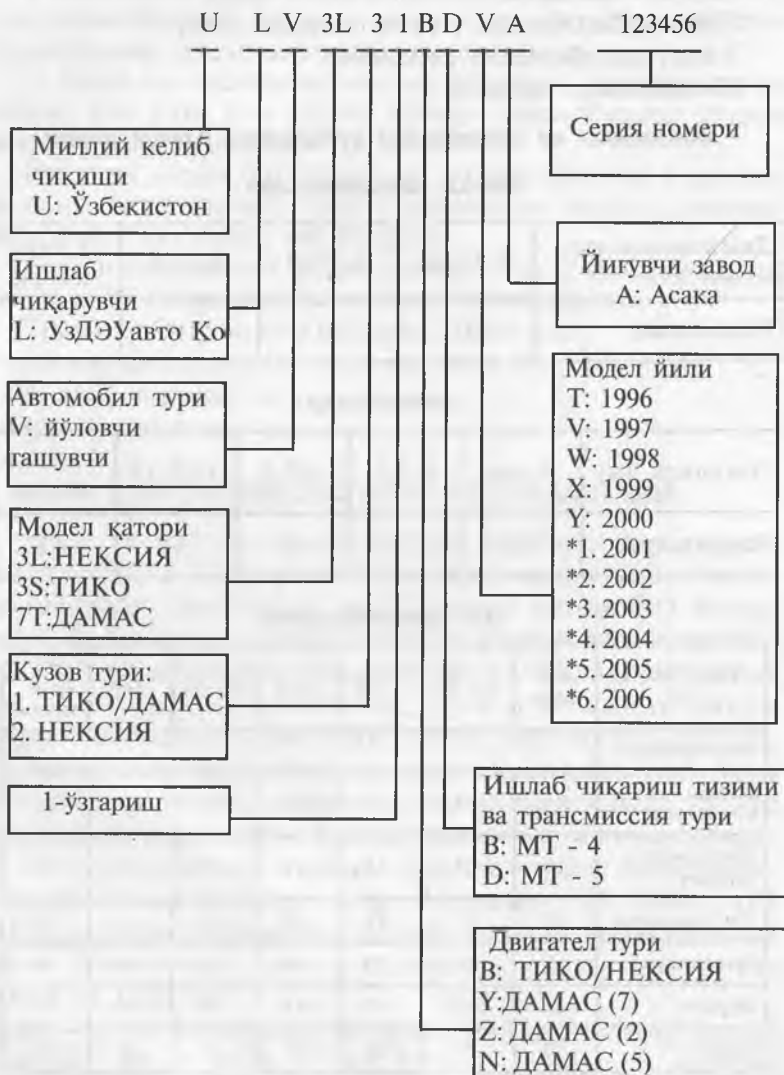 U L V 3L 3 1 B D V A 123456
Серия номери
Миллий келиб
чиқиши
U: Ўзбекистон
Йиғувчи завод
А: Асака
Ишлаб
чиқарувчи
L: УзДЭУавто Ко
Модел йили
T: 1996
V: 1997
W: 1998
X: 1999
Y: 2000
*1. 2001
*2. 2002
*3. 2003
*4. 2004
*5. 2005
*6. 2006
Автомобил тури
V: йўловчи
ташувчи
Модел қатори
3L:НЕКСИЯ
3S:ТИКО
7T:ДАМАС
Кузов тури:
1. ТИКО/ДАМАС
2. НЕКСИЯ
1-ўзгариш
Ишлаб чиқариш тизими
ва трансмиссия тури
B: MT - 4
D: MT - 5
Двигател тури
B: ТИКО/НЕКСИЯ
Y:ДАМАС (7)
Z: ДАМАС (2)
N: ДАМАС (5)